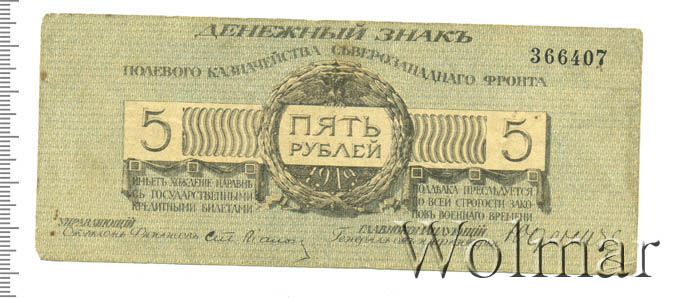 ДЕНЕЖНЫЙ ЗНАКЪ
366407
ПОЛЕВОГО КАЗНАЧЕЙСТВА СѢВЕРОЗАПАДНАГО ФРОНТА
5
ПЯТЬ
РУБЛЕЙ
1919
5
ИМѢЕТЪ ХОЖДЕНІЕ НАРАВНѢ
СЪ ГОСУДАРСТВЕННЫМИ
КРЕДИТНЫМИ БИЛЕТАМИ
ПОДДѢЛКА ПРЕСЛѢДУЕТСЯ
ПО ВСЕЙ СТРОГОСТИ ЗАКО
НОВЪ ВОЕННАГО ВРЕМЕНИ
УПРАВЛЯЮЩІЙ
ГЛАВНОКОМАНДУЮЩІЙ
Wolmar